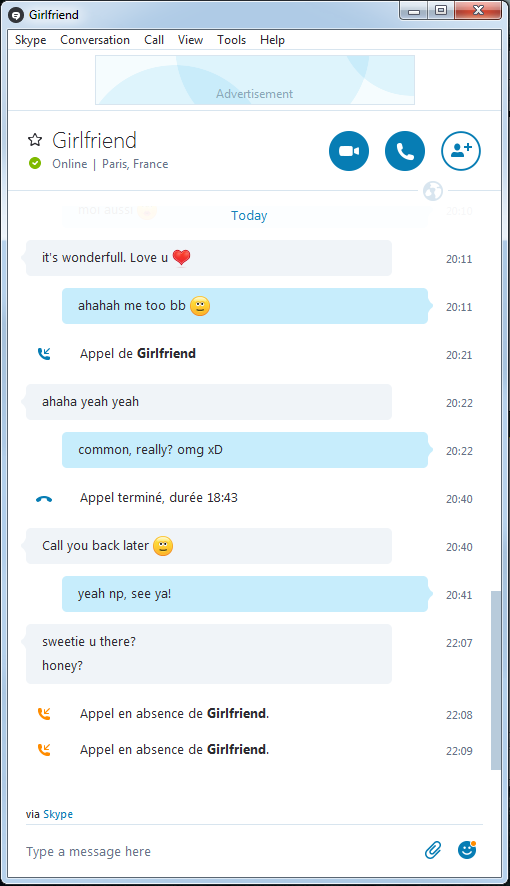 Girlfriend
Skype Conversation Call View Tools Help
Advertisement
Girlfriend
Online | Paris, France
moi aussi 20:10
Today
it's wonderfull. Love u 20:11
ahahah me too bb 20:11
Appel de Girlfriend 20:21
ahaha yeah yeah 20:22
common, really? omg xD 20:22
Appel terminé, durée 18:43 20:40
Call you back later 20:40
yeah np, see ya! 20:41
sweetie u there? 22:07
honey?
Appel en absence de Girlfriend. 22:08
Appel en absence de Girlfriend. 22:09
via Skype
Type a message here